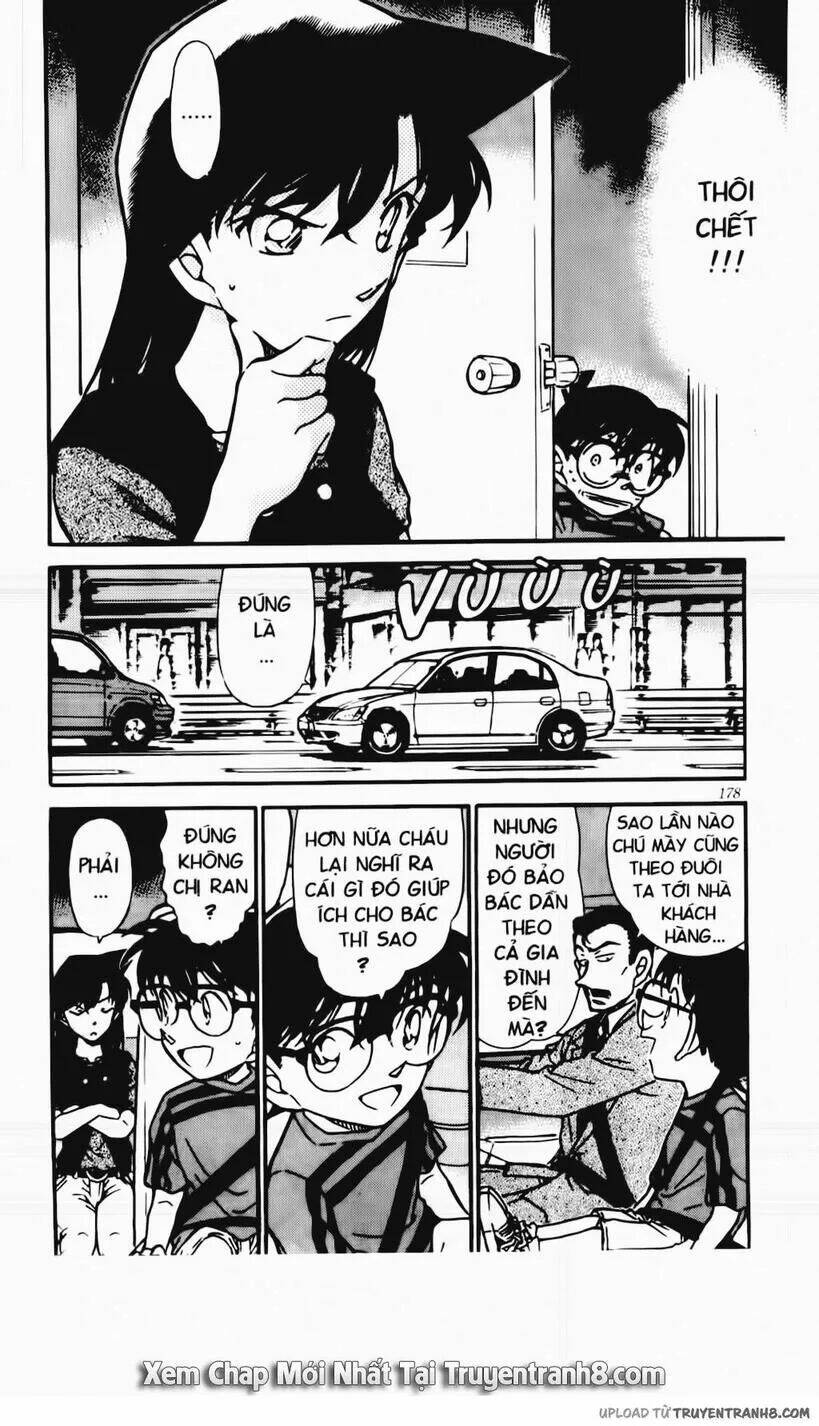 THÔI
CHẾT
!!!
.....
VÙÙÙÙ
ĐÚNG
LÀ
...
178
SAO LẦN NÀO
CHÚ MÀY CŨNG
THEO ĐUÔI
TA TỚI NHÀ
KHÁCH
HÀNG...
NHƯNG
NGƯỜI
ĐÓ BẢO
BÁC DẪN
THEO
CẢ GIA
ĐÌNH
ĐẾN
MÀ?
HƠN NỮA CHÁU
LẠI NGHĨ RA
CÁI GÌ ĐÓ GIÚP
ÍCH CHO BÁC
THÌ SAO
?
ĐÚNG
KHÔNG
CHỊ RAN
?
PHẢI
...
Xem Chap Mới Nhất Tại Truyentranh8.com
UPLOAD TỪ TRUYENTRANH8.COM